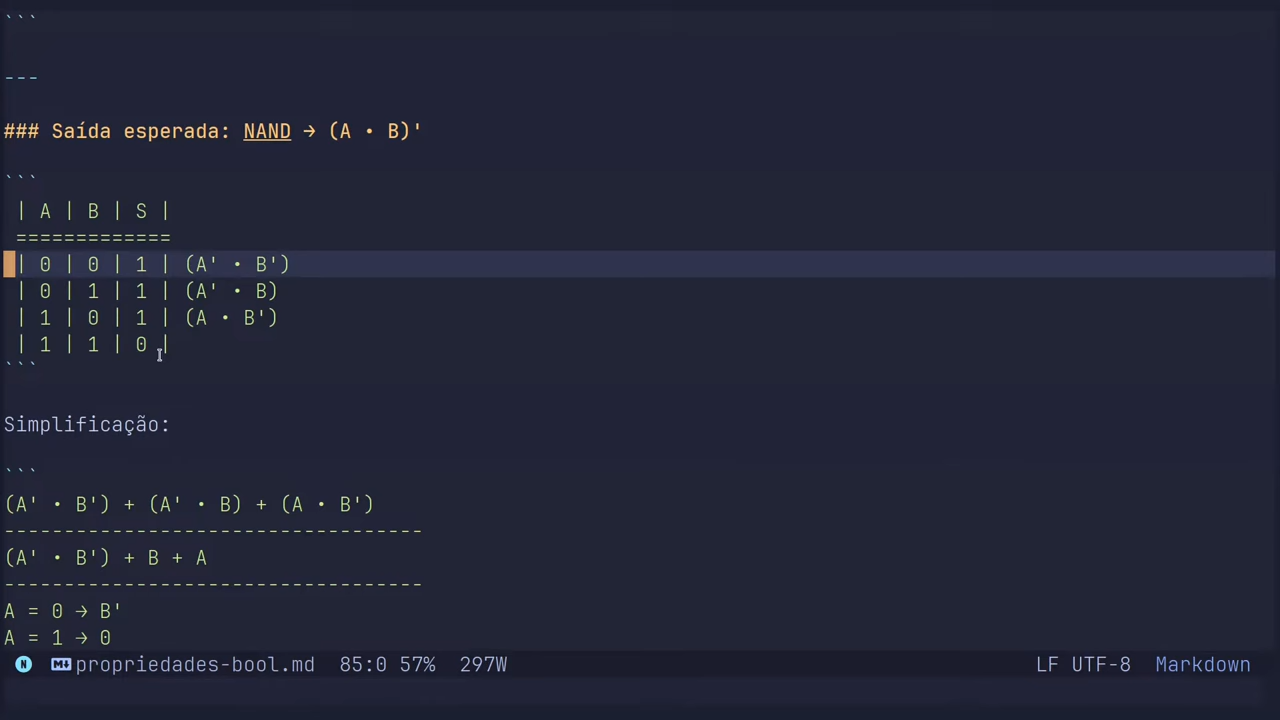 ```
---
### Saída esperada: NAND → (A • B)'
```
| A | B | S |
=============
| 0 | 0 | 1 | (A' • B')
| 0 | 1 | 1 | (A' • B)
| 1 | 0 | 1 | (A • B')
| 1 | 1 | 0 |
```
Simplificação:
```
(A' • B') + (A' • B) + (A • B')
-----------------------------------
(A' • B') + B + A
-----------------------------------
A = 0 → B'
A = 1 → 0
N M↓ propriedades-bool.md 85:0 57% 297W LF UTF-8 Markdown